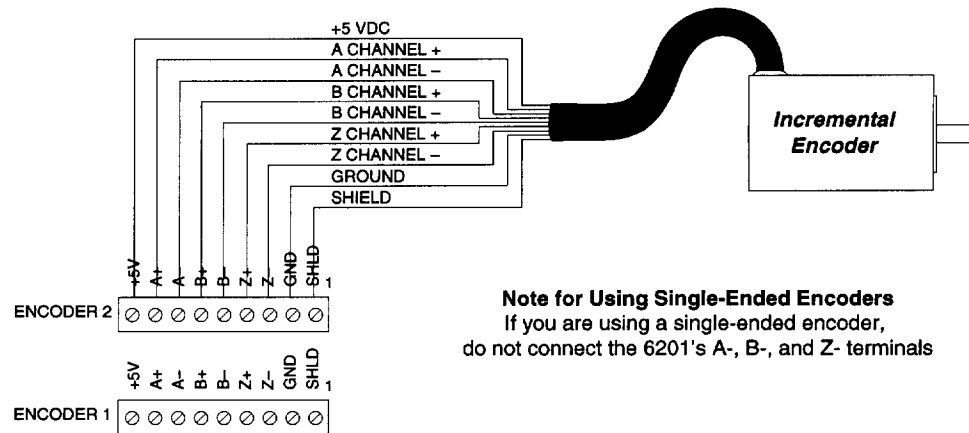 +5 VDC
A CHANNEL +
A CHANNEL –
B CHANNEL +
B CHANNEL –
Z CHANNEL +
Z CHANNEL –
GROUND
SHIELD
Incremental
Encoder
+5V A+ A- B+ B– Z+ Z- GND SHLD 1
ENCODER 2
Note for Using Single-Ended Encoders
If you are using a single-ended encoder,
do not connect the 6201's A-, B-, and Z- terminals
+5V A+ A– B+ B– Z+ Z– GND SHLD 1
ENCODER 1